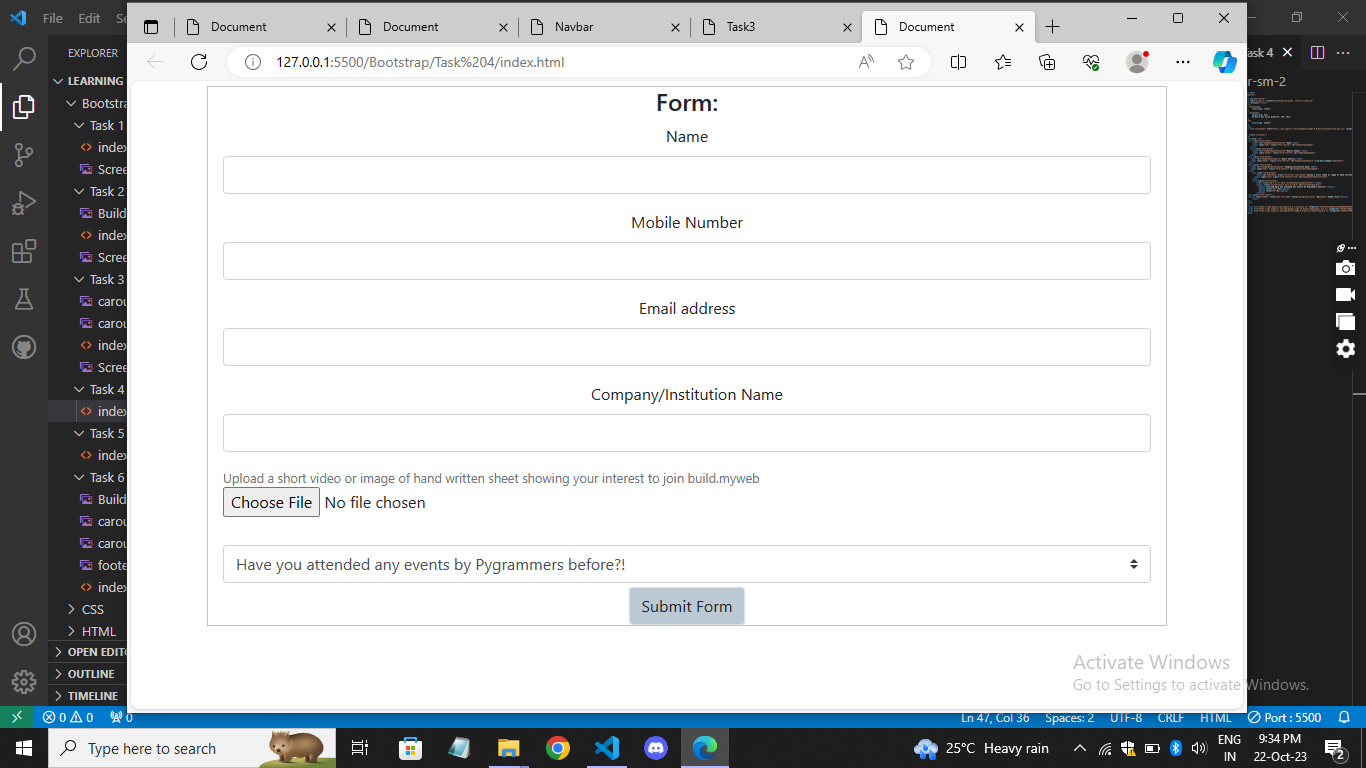 File Edit Se
Document
Document
Navbar
Task3
Document
ask 4
127.0.0.1:5500/Bootstrap/Task%204/index.html
r-sm-2
EXPLORER
LEARNING
Bootstra
Task 1
index
Scree
Task 2
Build
index
Scree
Task 3
carou
carou
index
Scree
Task 4
index
Task 5
index
Task 6
Build
carou
carou
foote
index
CSS
HTML
OPEN EDIT
OUTLINE
TIMELINE
Form:
Name
Mobile Number
Email address
Company/Institution Name
Upload a short video or image of hand written sheet showing your interest to join build.myweb
Choose File No file chosen
Have you attended any events by Pygrammers before?!
Submit Form
Activate Windows
Go to Settings to activate Windows.
0 0 0
Ln 47, Col 36 Spaces: 2 UTF-8 CRLF HTML Port : 5500
Type here to search
25°C Heavy rain
ENG
IN
9:34 PM
22-Oct-23
2